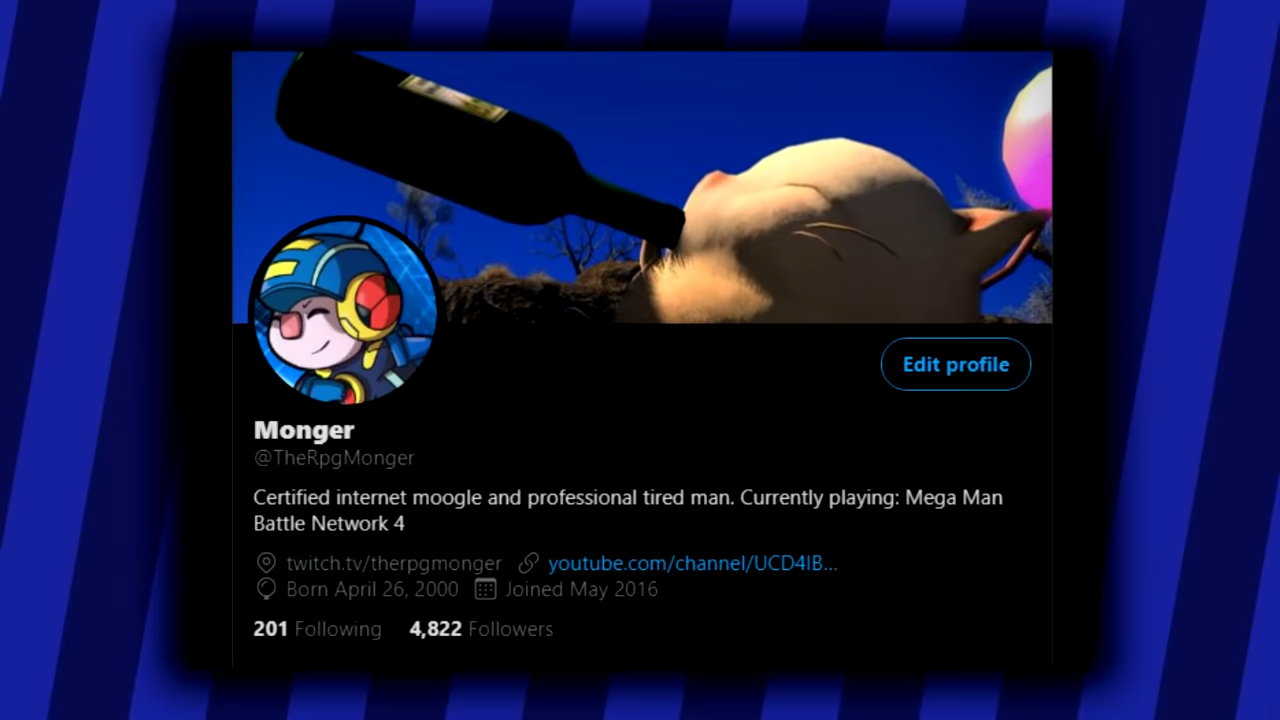 Edit profile
Monger
@TheRpgMonger
Certified internet moogle and professional tired man. Currently playing: Mega Man
Battle Network 4
twitch.tv/therpgmonger youtube.com/channel/UCD4IB...
Born April 26, 2000 Joined May 2016
201 Following 4,822 Followers